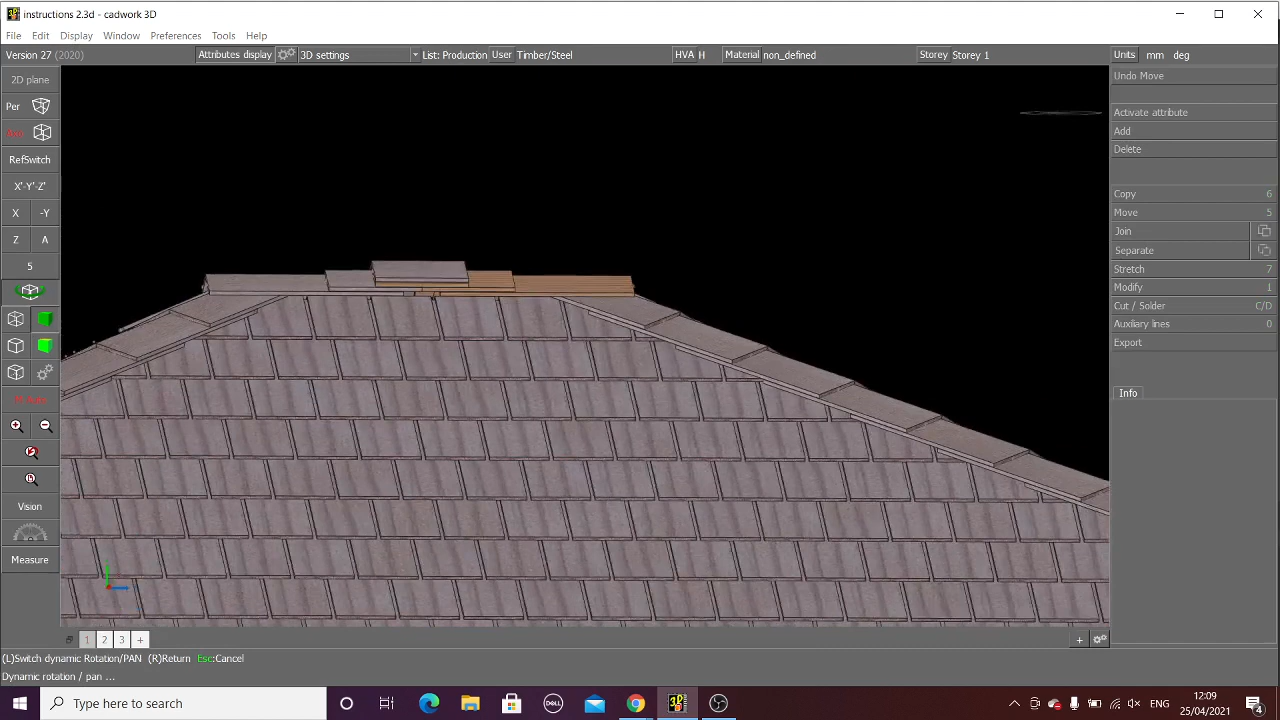 instructions 2.3d - cadwork 3D
File Edit Display Window Preferences Tools Help
Version 27 (2020) Attributes display 3D settings List: Production User Timber/Steel HVA H Material non_defined Storey Storey 1 Units mm deg
2D plane
Per
RefSwitch
X'-Y'-Z'
X -Y
Z A
5
Vision
Measure
Undo Move
Activate attribute
Add
Delete
Copy 6
Move 5
Join
Separate
Stretch 7
Modify 1
Cut / Solder C/D
Auxiliary lines 0
Export
Info
1 2 3 +
+
(L)Switch dynamic Rotation/PAN (R)Return Esc:Cancel
Dynamic rotation / pan ...
Type here to search
DELL
3D
ENG
12:09
25/04/2021
4